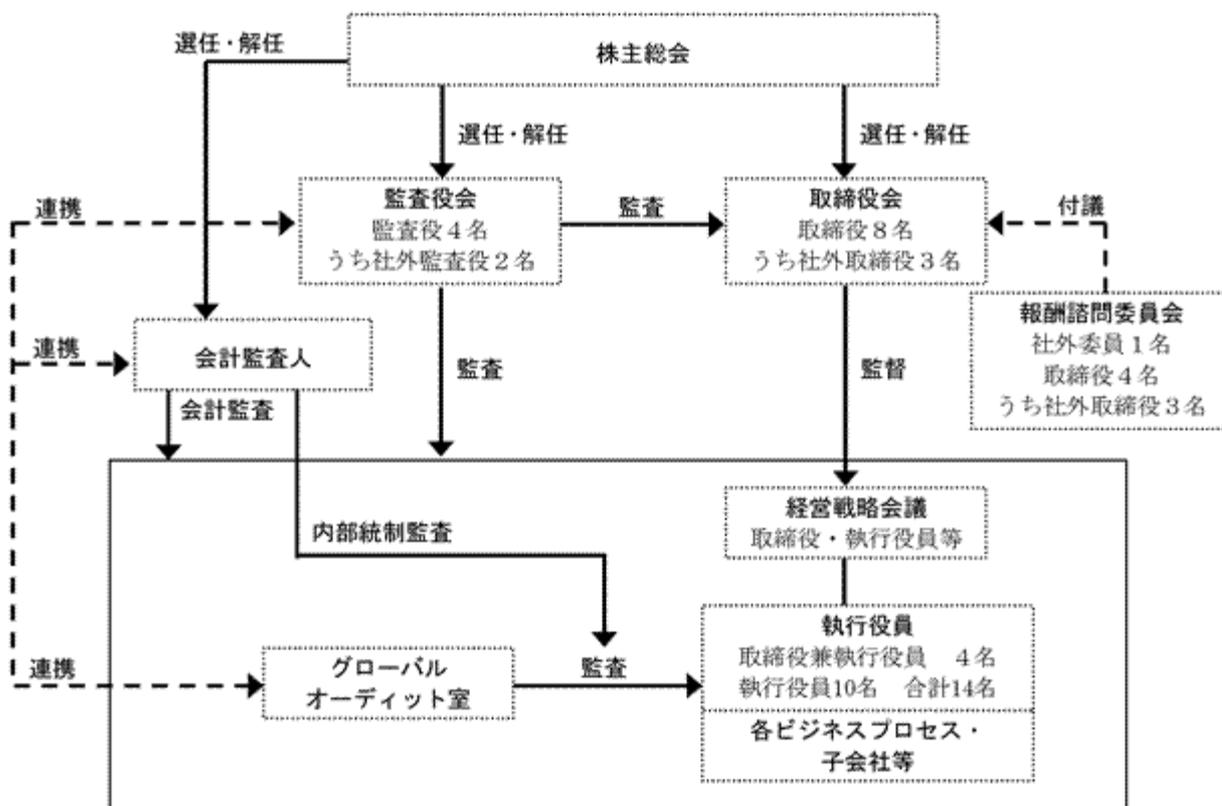 株主総会
選任・解任
選任・解任
選任・解任
監査役会
監査役４名
うち社外監査役２名
監査
取締役会
取締役８名
うち社外取締役３名
付議
連携
報酬諮問委員会
社外委員１名
取締役４名
うち社外取締役３名
連携
会計監査人
会計監査
監査
監督
経営戦略会議
取締役・執行役員等
内部統制監査
執行役員
取締役兼執行役員　４名
執行役員10名　合計14名
連携
グローバル
オーディット室
監査
各ビジネスプロセス・
子会社等